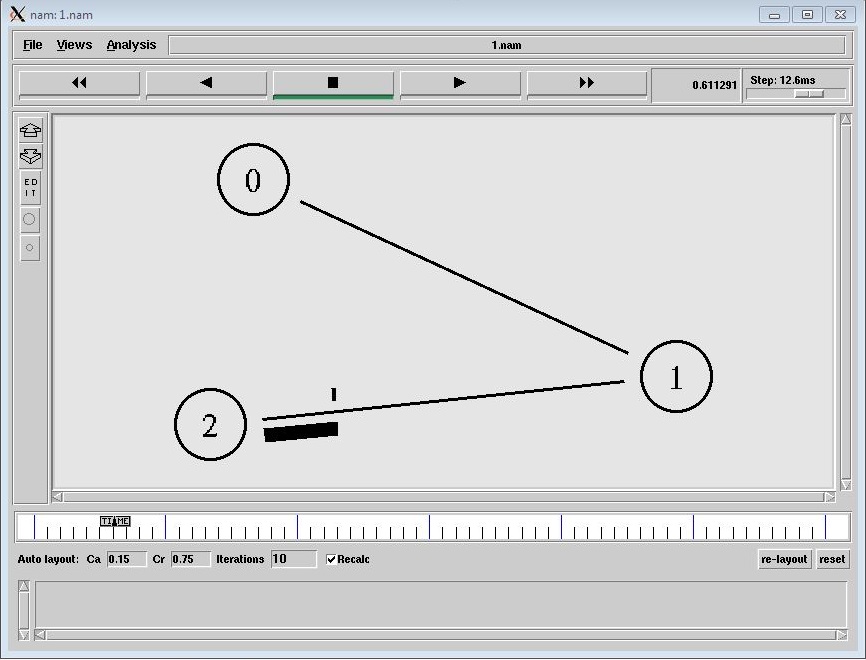 nam: 1.nam
File Views Analysis 1.nam
0.611291 Step: 12.6ms
E D
I T
0
1
2
TIME
Auto layout: Ca 0.15 Cr 0.75 Iterations 10 Recalc re-layout reset